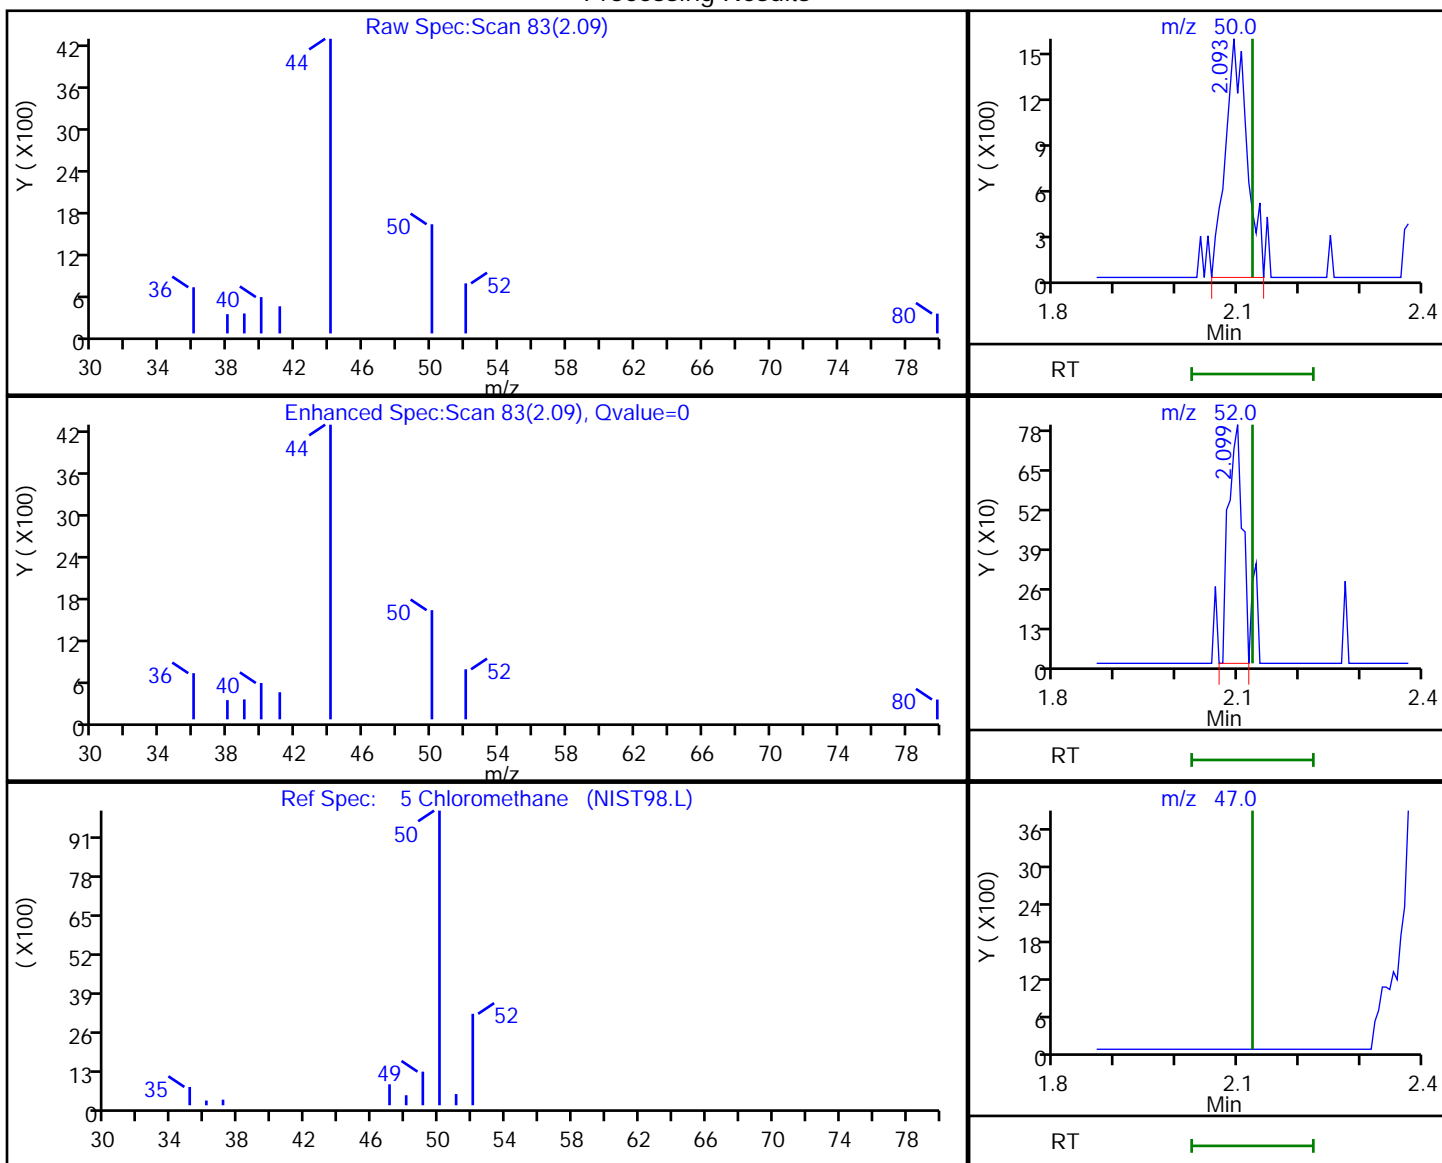 Processing Results
Raw Spec:Scan 83(2.09)
42
36
30
24
18
12
6
0
Y ( X100)
44
50
52
36
40
80
30 34 38 42 46 50 54 58 62 66 70 74 78
m/z
m/z 50.0
15
12
9
6
3
0
Y ( X100)
2.093
1.8 2.1 2.4
Min
RT
Enhanced Spec:Scan 83(2.09), Qvalue=0
42
36
30
24
18
12
6
0
Y ( X100)
44
50
52
36
40
80
30 34 38 42 46 50 54 58 62 66 70 74 78
m/z
m/z 52.0
78
65
52
39
26
13
0
Y ( X10)
2.099
1.8 2.1 2.4
Min
RT
Ref Spec: 5 Chloromethane (NIST98.L)
91
78
65
52
39
26
13
0
( X100)
50
52
49
35
30 34 38 42 46 50 54 58 62 66 70 74 78
m/z 47.0
36
30
24
18
12
6
0
Y ( X100)
1.8 2.1 2.4
Min
RT